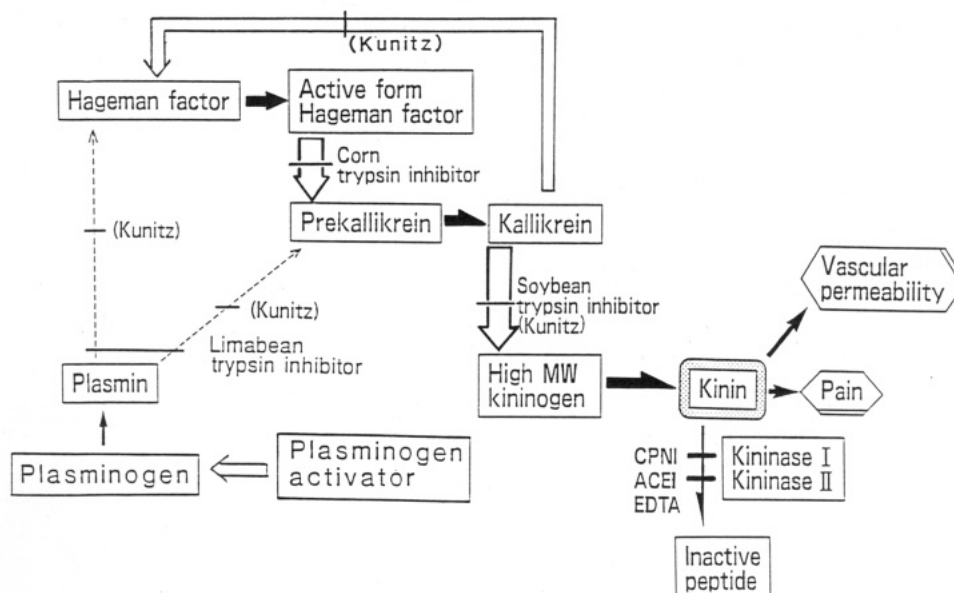 (Kunitz)
Hageman factor
Active form
Hageman factor
Corn
trypsin inhibitor
Prekallikrein
Kallikrein
(Kunitz)
(Kunitz)
Soybean
trypsin inhibitor
(Kunitz)
Vascular
permeability
Limabean
trypsin inhibitor
Plasmin
High MW
kininogen
Kinin
Pain
Plasminogen
Plasminogen
activator
CPNI
ACEI
EDTA
Kininase I
Kininase II
Inactive
peptide